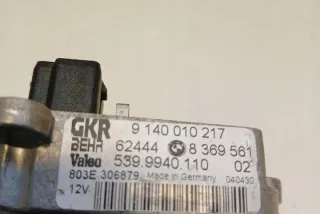 GKR 9 140 010 217
BEHR 62444 8 369 561
Valeo 539.9940.110 02
803E 306879 Made in Germany 040430
12V